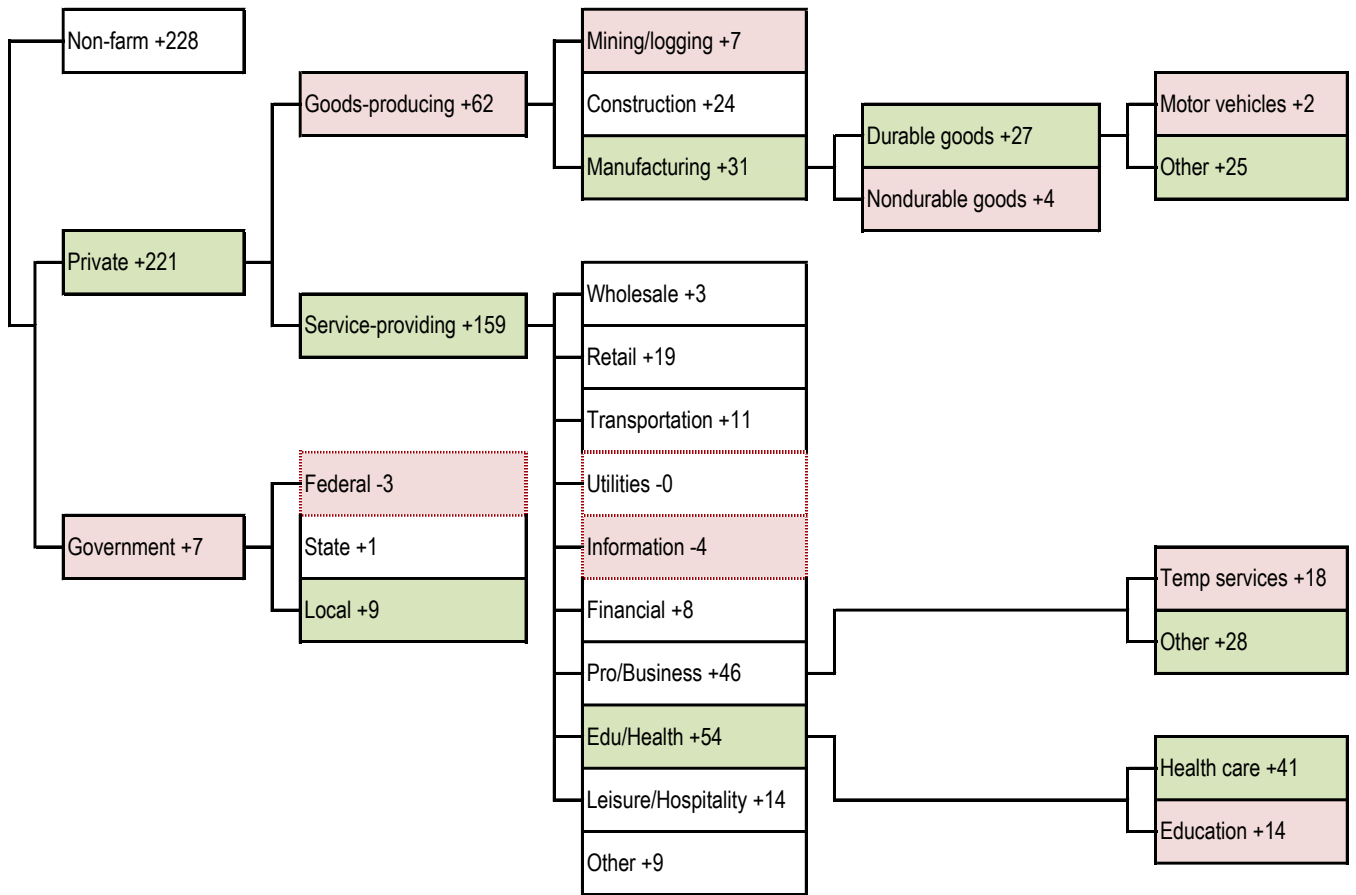 Non-farm +228
Private +221
Government +7
Goods-producing +62
Service-providing +159
Federal -3
State +1
Local +9
Mining/logging +7
Construction +24
Manufacturing +31
Wholesale +3
Retail +19
Transportation +11
Utilities -0
Information -4
Financial +8
Pro/Business +46
Edu/Health +54
Leisure/Hospitality +14
Other +9
Durable goods +27
Nondurable goods +4
Motor vehicles +2
Other +25
Temp services +18
Other +28
Health care +41
Education +14